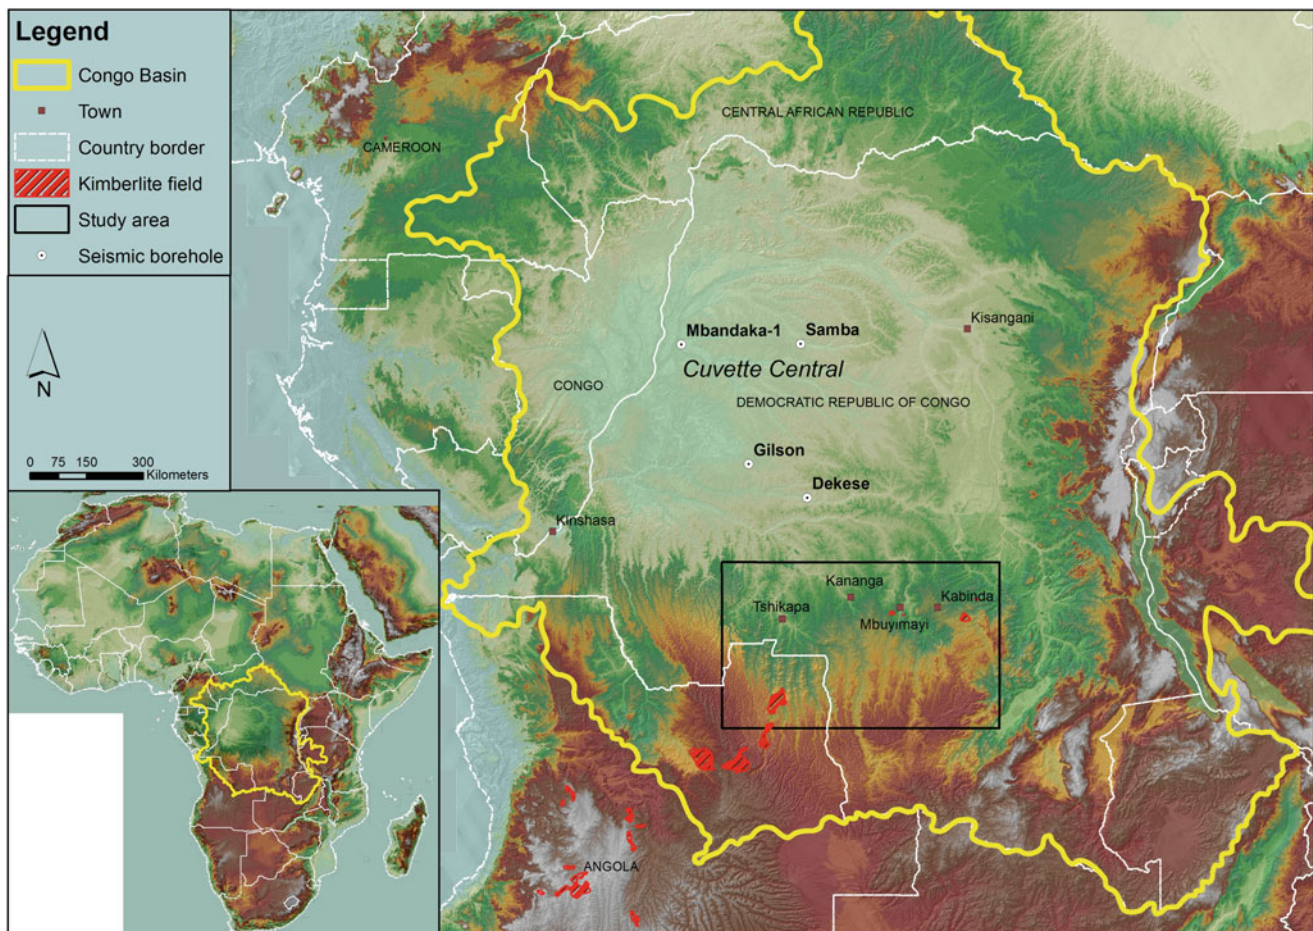 Legend
Congo Basin
Town
Country border
Kimberlite field
Study area
Seismic borehole
N
0 75 150 300
Kilometers
CENTRAL AFRICAN REPUBLIC
CAMEROON
Kisangani
Mbandaka-1
Samba
Cuvette Central
CONGO
DEMOCRATIC REPUBLIC OF CONGO
Gilson
Dekese
Kinshasa
Kananga
Kabinda
Tshikapa
Mbuyimayi
ANGOLA